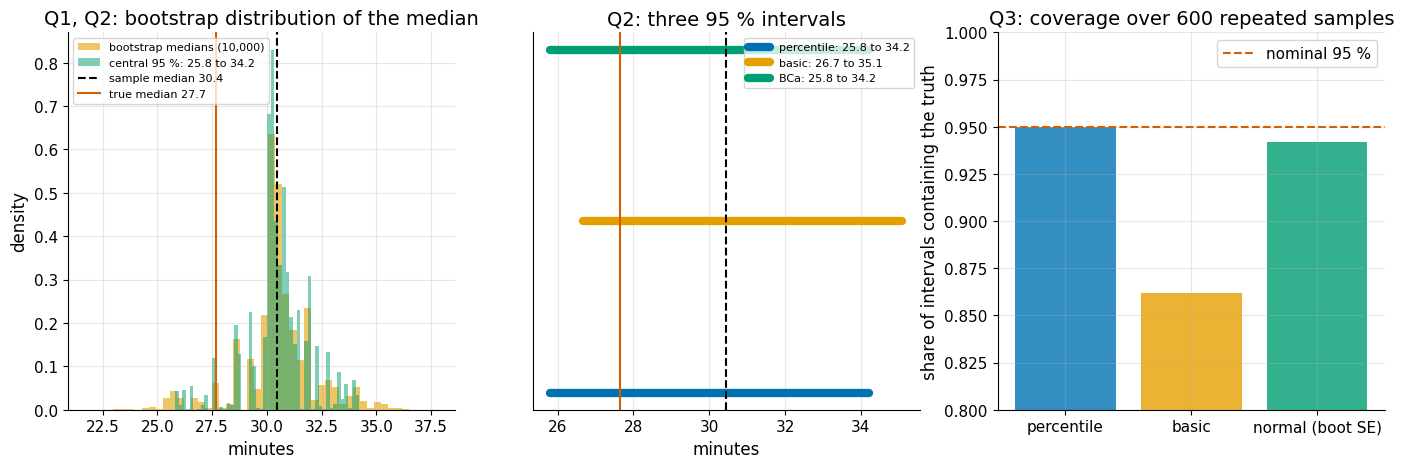 Q1, Q2: bootstrap distribution of the median
bootstrap medians (10,000)
central 95 %: 25.8 to 34.2
sample median 30.4
true median 27.7
density
0.8
0.7
0.6
0.5
0.4
0.3
0.2
0.1
0.0
22.5 25.0 27.5 30.0 32.5 35.0 37.5
minutes
Q2: three 95 % intervals
percentile: 25.8 to 34.2
basic: 26.7 to 35.1
BCa: 25.8 to 34.2
26 28 30 32 34
minutes
Q3: coverage over 600 repeated samples
nominal 95 %
share of intervals containing the truth
1.000
0.975
0.950
0.925
0.900
0.875
0.850
0.825
0.800
percentile basic normal (boot SE)